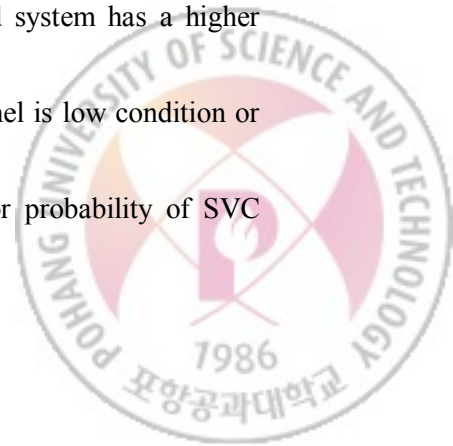 l system has a higher
nel is low condition or
or probability of SVC
POHANG UNIVERSITY OF SCIENCE AND TECHNOLOGY
1986
포항공과대학교